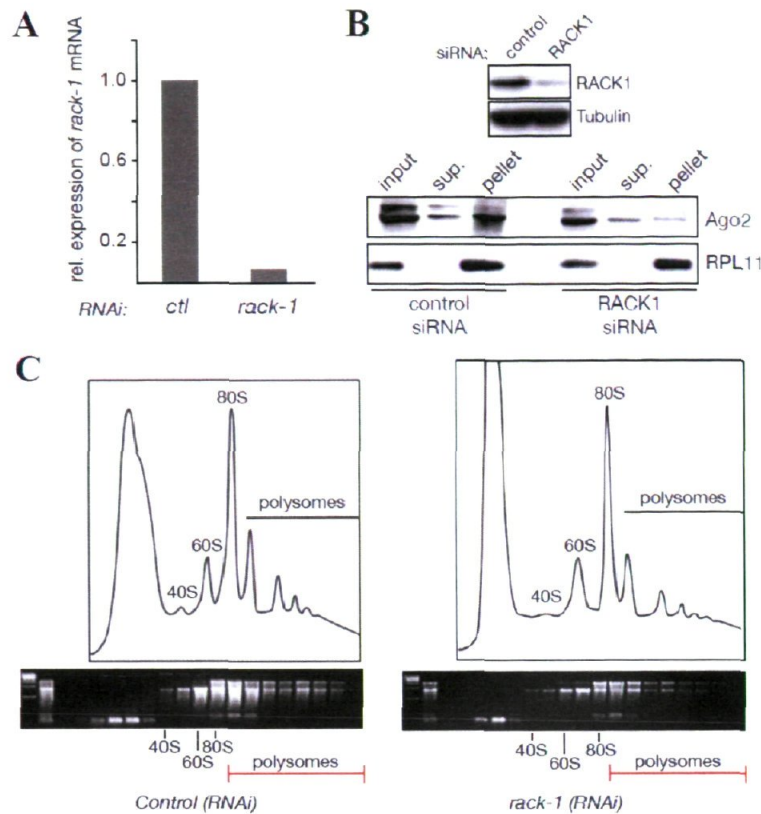 A
rel. expression of rack-1 mRNA
1.0
0.6
0.2
RNAi: ctl rack-1
B
siRNA: control RACK1
RACK1
Tubulin
input sup. pellet input sup. pellet
Ago2
RPL11
control siRNA
RACK1 siRNA
C
40S
60S
80S
polysomes
40S
60S
80S
polysomes
40S
60S
80S
polysomes
Control (RNAi)
40S
60S
80S
polysomes
rack-1 (RNAi)